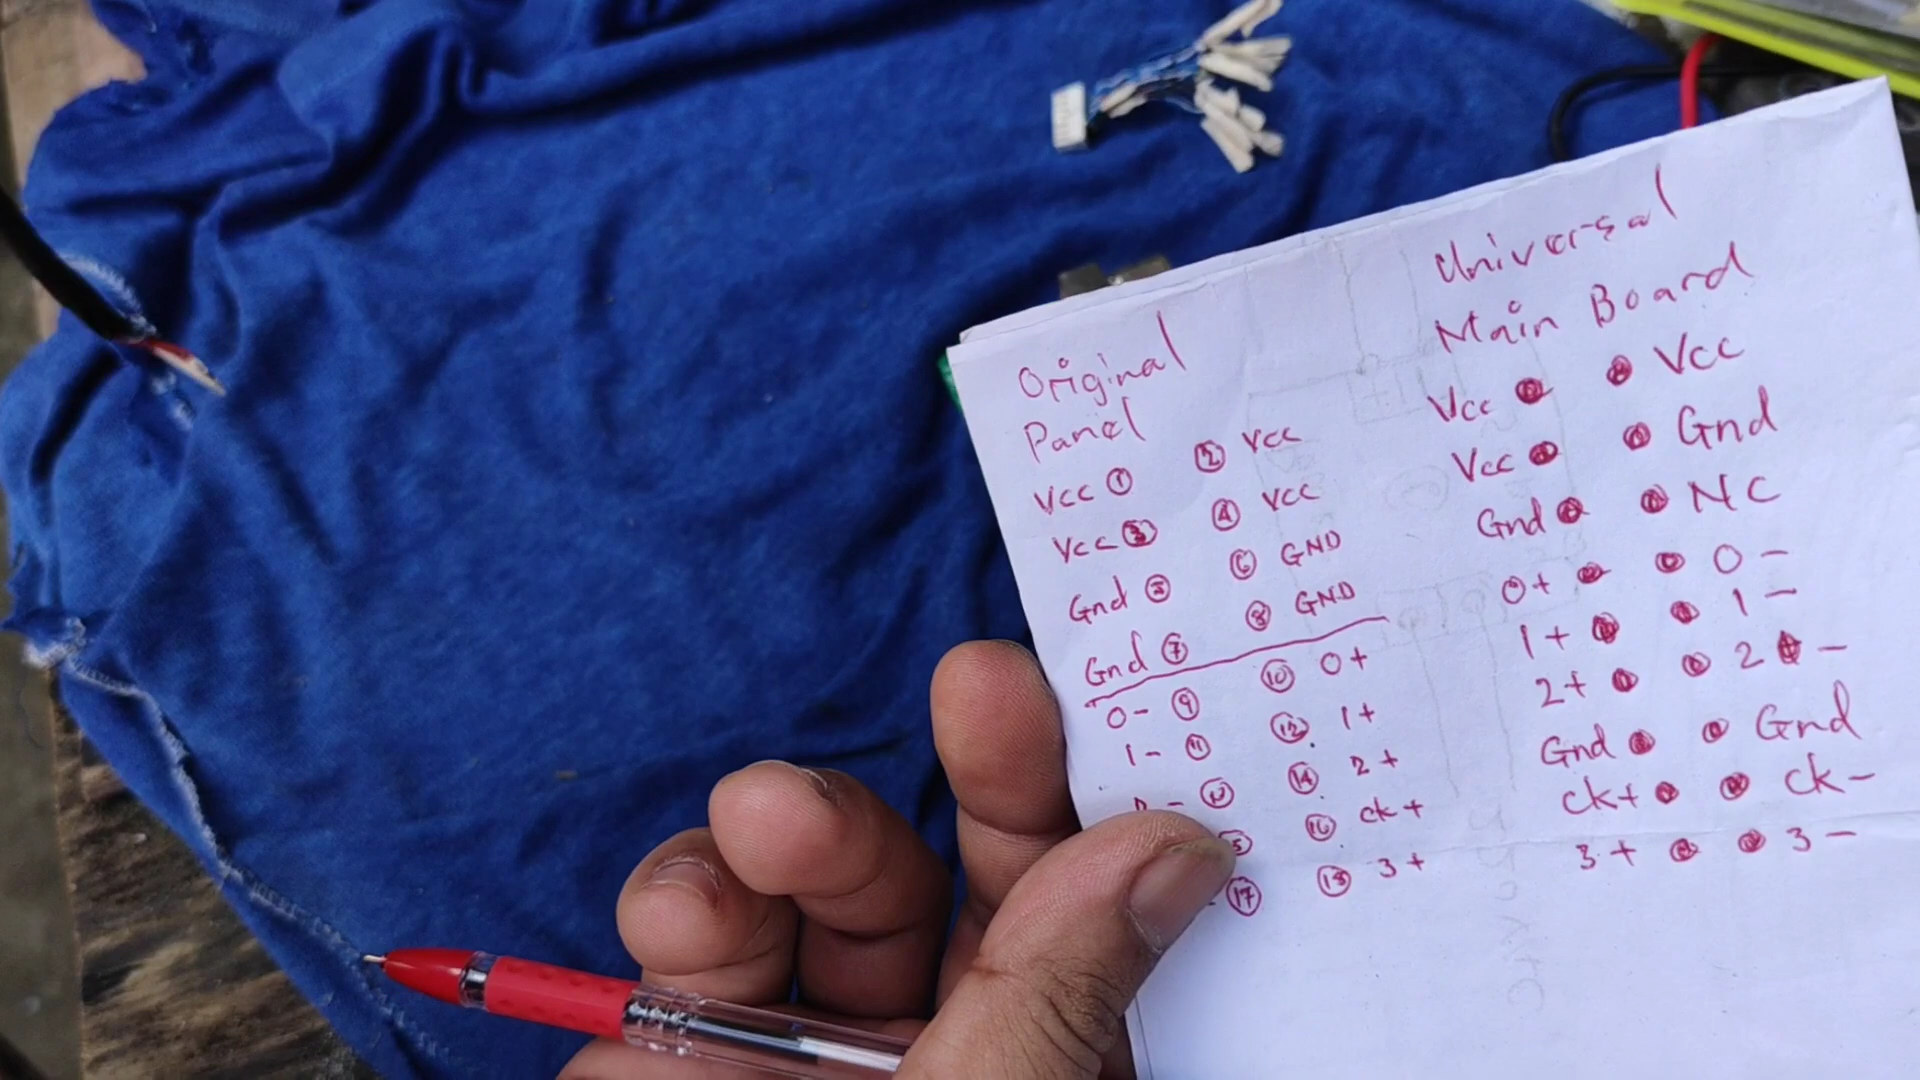 Original
Panel
Vcc ① ② Vcc
Vcc ③ ④ Vcc
Gnd ⑤ ⑥ GND
Gnd ⑦ ⑧ GND
0- ⑨ ⑩ 0+
1- ⑪ ⑫ 1+
- ⑭ 2+
⑯ ck+
⑰ ⑱ 3+
Universal
Main Board
Vcc Vcc
Vcc Gnd
Gnd NC
0+ 0-
1+ 1-
2+ 2 -
Gnd Gnd
ck+ ck-
3+ 3-